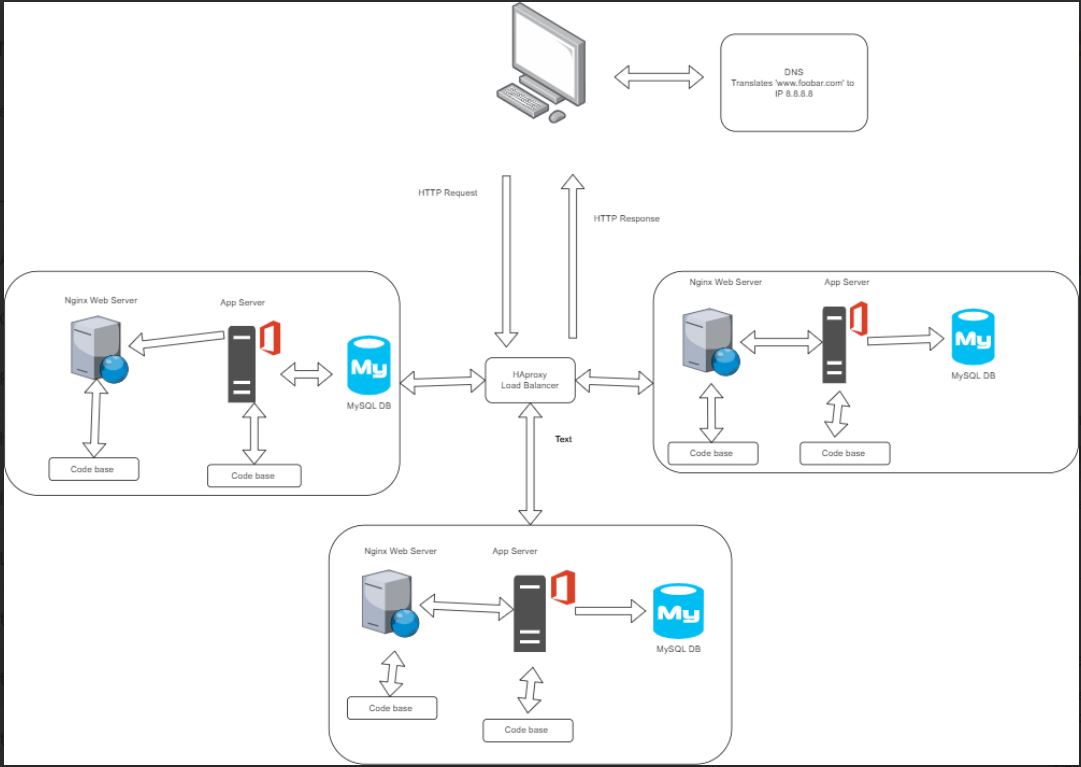 DNS
Translates 'www.foobar.com' to
IP 8.8.8.8
HTTP Request
HTTP Response
Nginx Web Server
App Server
My
MySQL DB
Code base
Code base
HAproxy
Load Balancer
Text
Nginx Web Server
App Server
My
MySQL DB
Code base
Code base
Nginx Web Server
App Server
My
MySQL DB
Code base
Code base